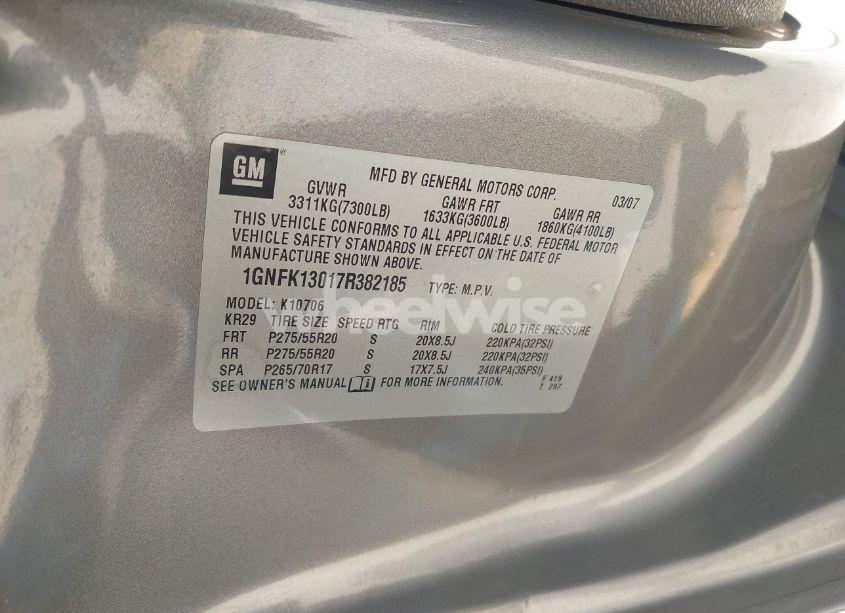 GM
MFD BY GENERAL MOTORS CORP. 03/07
GVWR GAWR FRT GAWR RR
3311KG(7300LB) 1633KG(3600LB) 1860KG(4100LB)
THIS VEHICLE CONFORMS TO ALL APPLICABLE U.S. FEDERAL MOTOR
VEHICLE SAFETY STANDARDS IN EFFECT ON THE DATE OF
MANUFACTURE SHOWN ABOVE.
1GNFK13017R382185 TYPE: M.P.V.
MODEL: K10706
KR29 TIRE SIZE SPEED RTG RIM COLD TIRE PRESSURE
FRT P275/55R20 S 20X8.5J 220KPA(32PSI)
RR P275/55R20 S 20X8.5J 220KPA(32PSI)
SPA P265/70R17 S 17X7.5J 240KPA(35PSI)
SEE OWNER'S MANUAL FOR MORE INFORMATION.
F 419
T 297
wheelwise